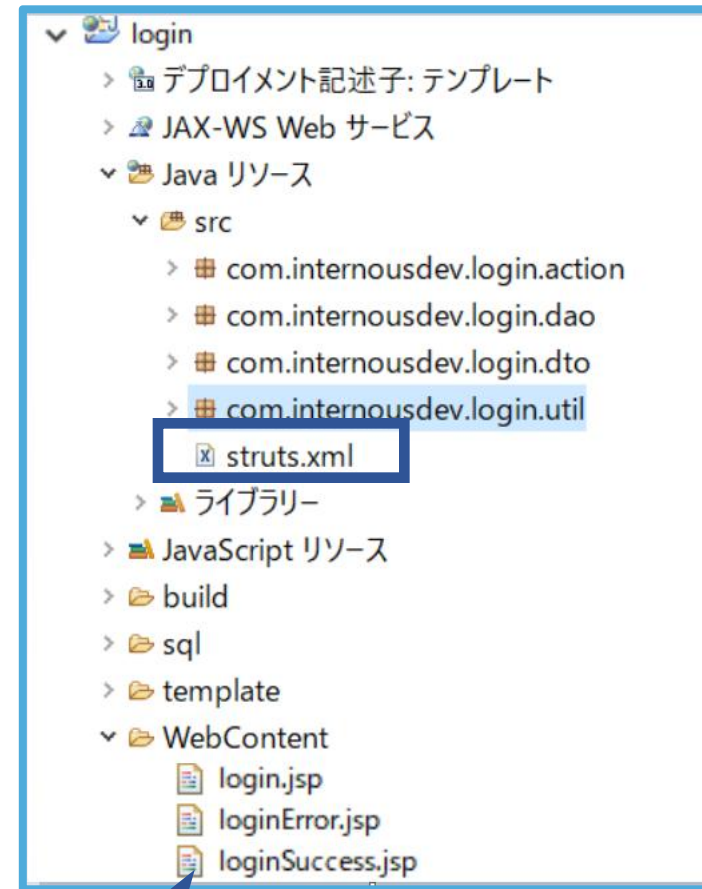 login
3.0
デプロイメント記述子: テンプレート
JAX-WS Web サービス
Java リソース
src
com.internousdev.login.action
com.internousdev.login.dao
com.internousdev.login.dto
com.internousdev.login.util
struts.xml
ライブラリー
JavaScript リソース
build
sql
template
WebContent
login.jsp
loginError.jsp
loginSuccess.jsp